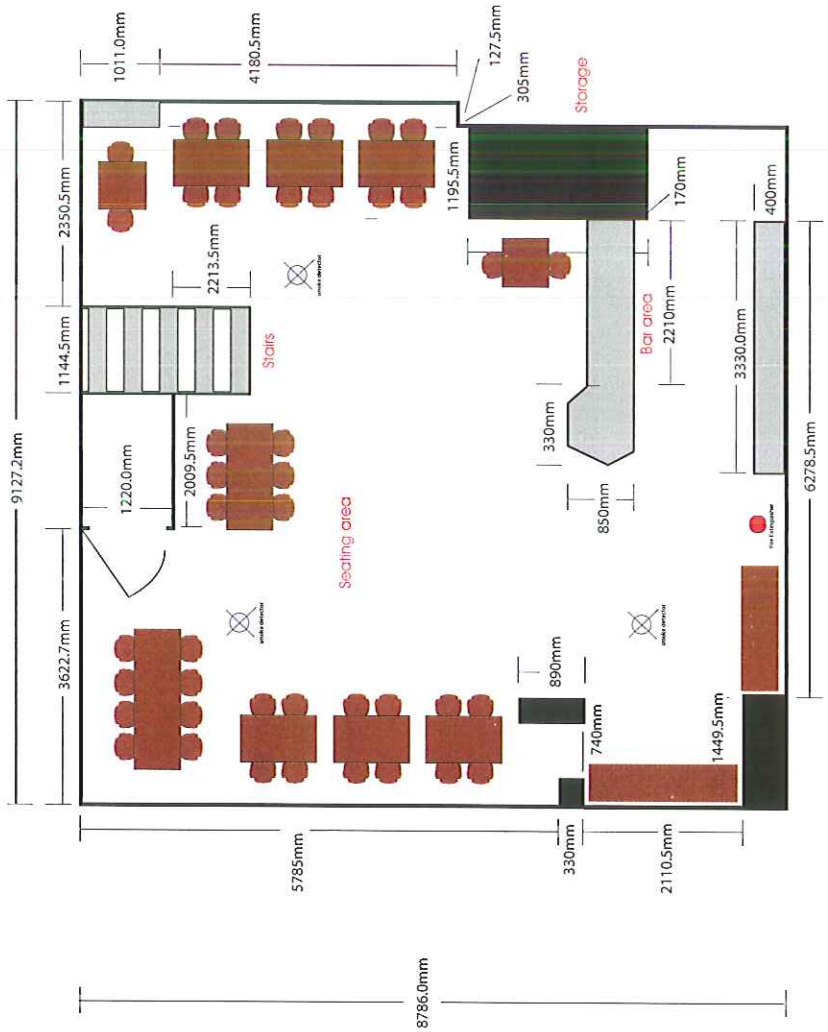 9127.2mm
3622.7mm
1144.5mm
2350.5mm
1011.0mm
4180.5mm
127.5mm
305mm
Storage
1220.0mm
2009.5mm
2213.5mm
Stairs
smoke detector
smoke detector
Seating area
1195.5mm
170mm
Bar area
2210mm
330mm
850mm
3330.0mm
400mm
6278.5mm
Fire Extinguisher
smoke detector
890mm
740mm
1449.5mm
5785mm
330mm
2110.5mm
8786.0mm